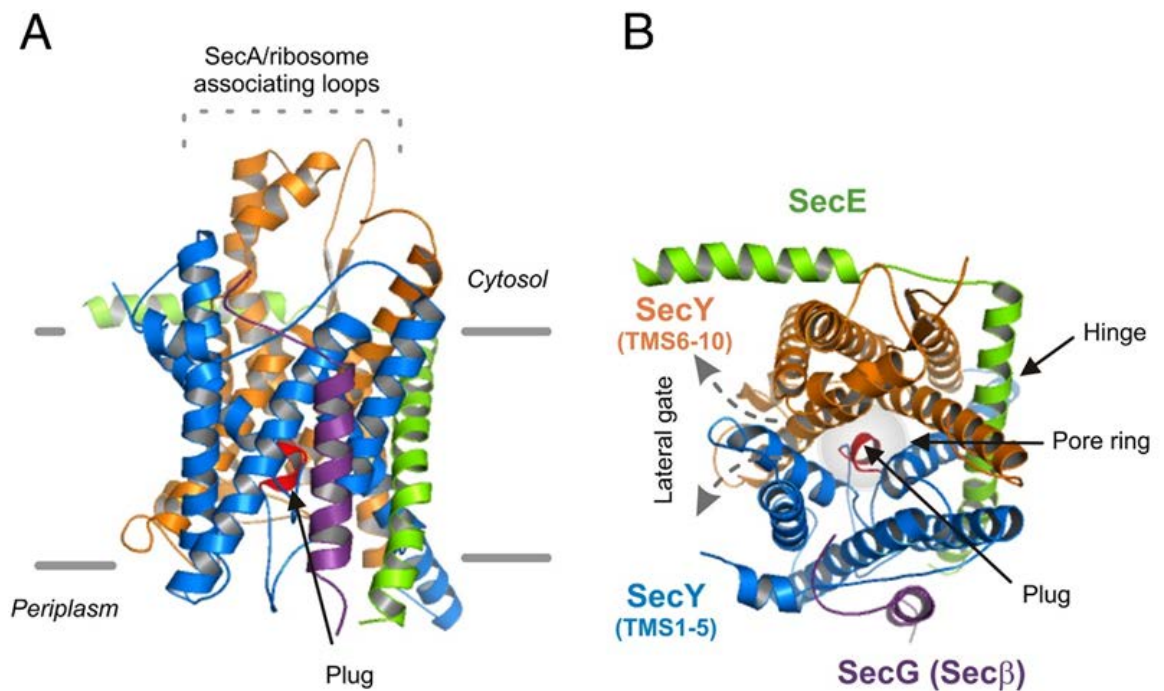 A
SecA/ribosome
associating loops
Cytosol
Periplasm
Plug
B
SecE
SecY
(TMS6-10)
Hinge
Lateral gate
Pore ring
Plug
SecY
(TMS1-5)
SecG (Secβ)